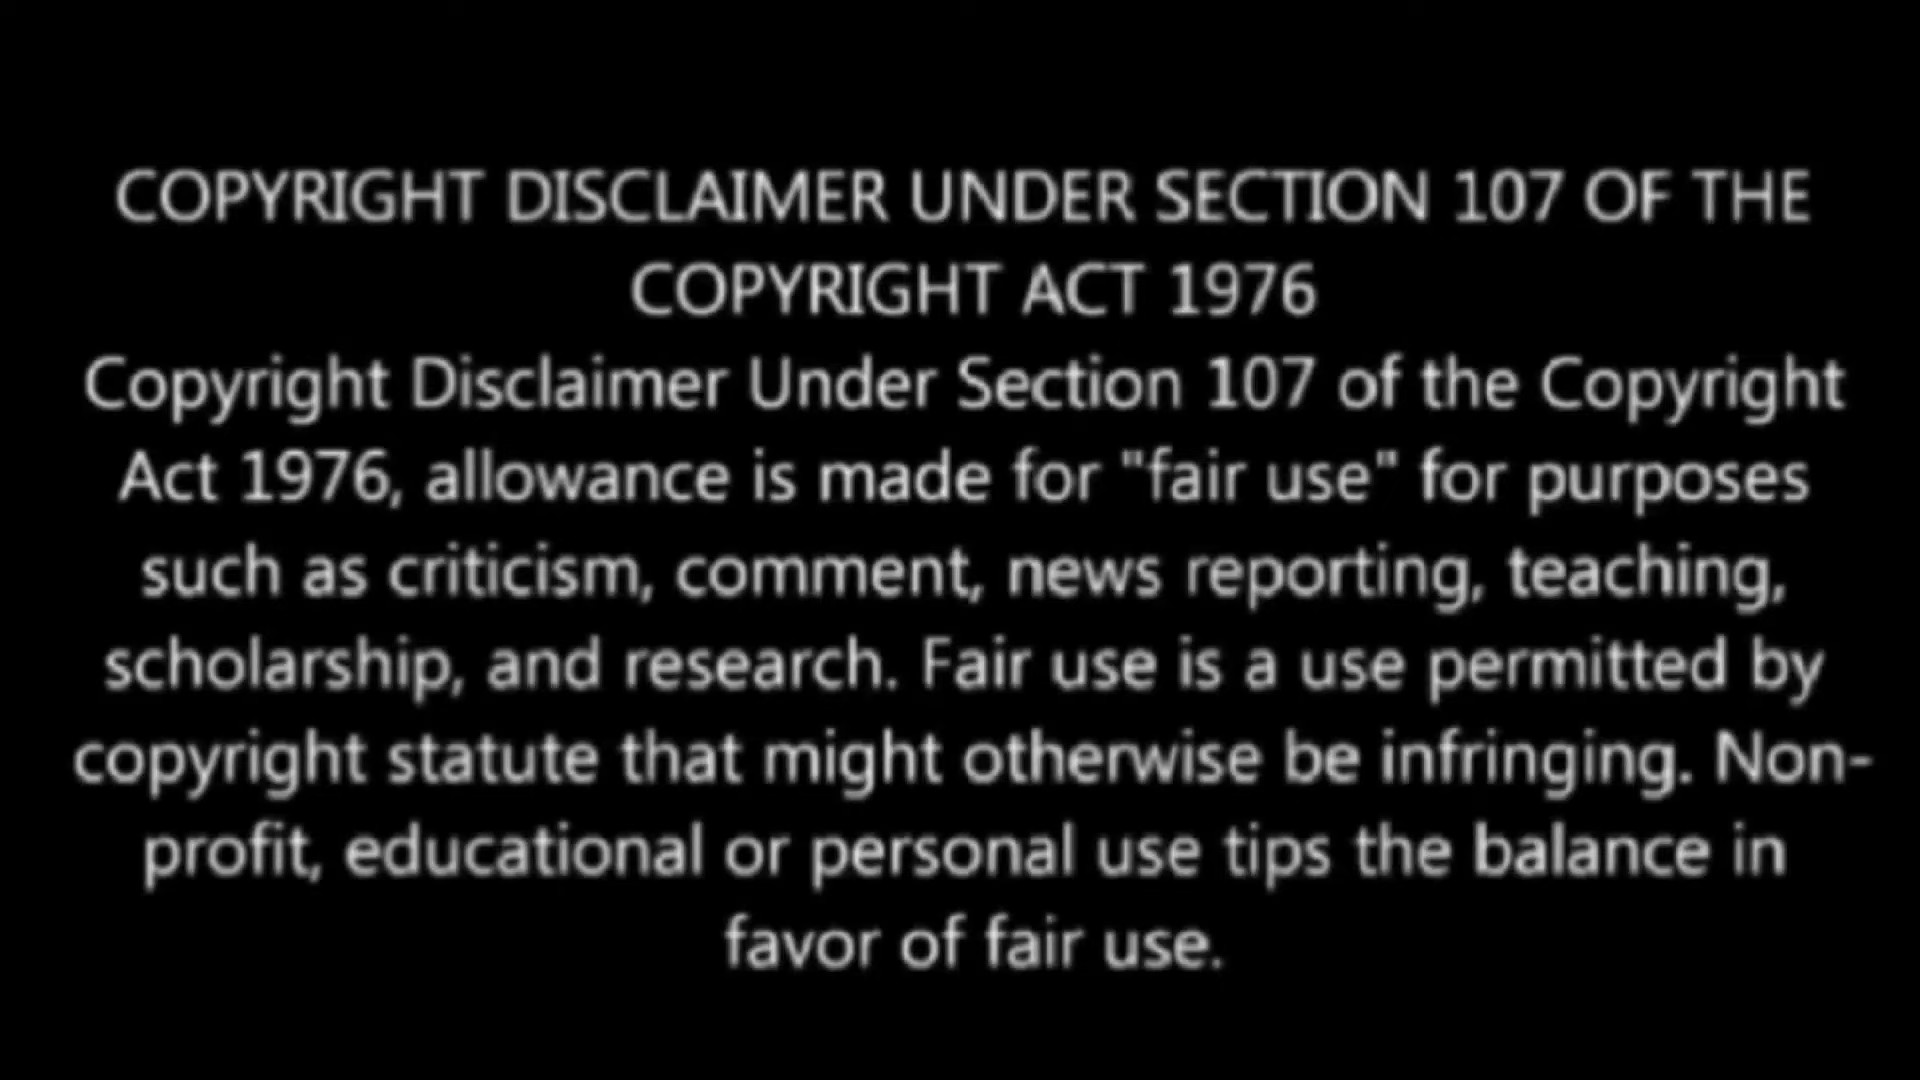 COPYRIGHT DISCLAIMER UNDER SECTION 107 OF THE
COPYRIGHT ACT 1976
Copyright Disclaimer Under Section 107 of the Copyright
Act 1976, allowance is made for "fair use" for purposes
such as criticism, comment, news reporting, teaching,
scholarship, and research. Fair use is a use permitted by
copyright statute that might otherwise be infringing. Non-
profit, educational or personal use tips the balance in
favor of fair use.